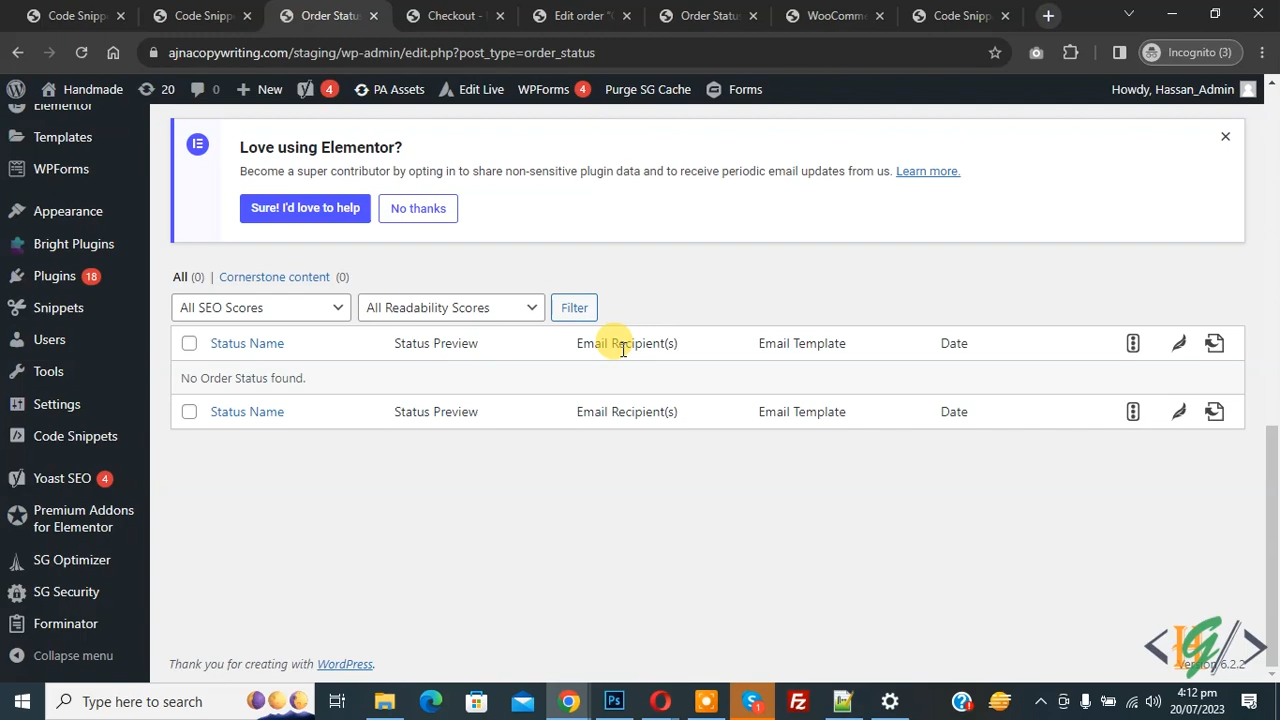 Code Snipp
Code Snipp
Order Statu
Checkout -
Edit order "(
Order Statu
WooComm
Code Snipp
ajnacopywriting.com/staging/wp-admin/edit.php?post_type=order_status
Incognito (3)
Handmade
20
0
New
4
PA Assets
Edit Live
WPForms 4
Purge SG Cache
Forms
Howdy, Hassan_Admin
Elementor
Templates
WPForms
Appearance
Bright Plugins
Plugins 18
Snippets
Users
Tools
Settings
Code Snippets
Yoast SEO 4
Premium Addons
for Elementor
SG Optimizer
SG Security
Forminator
Collapse menu
Love using Elementor?
Become a super contributor by opting in to share non-sensitive plugin data and to receive periodic email updates from us. Learn more.
Sure! I'd love to help
No thanks
All (0) | Cornerstone content (0)
All SEO Scores
All Readability Scores
Filter
Status Name
Status Preview
Email Recipient(s)
Email Template
Date
No Order Status found.
Status Name
Status Preview
Email Recipient(s)
Email Template
Date
Thank you for creating with WordPress.
Version 6.2.2
Type here to search
Ps
1
4:12 pm
20/07/2023